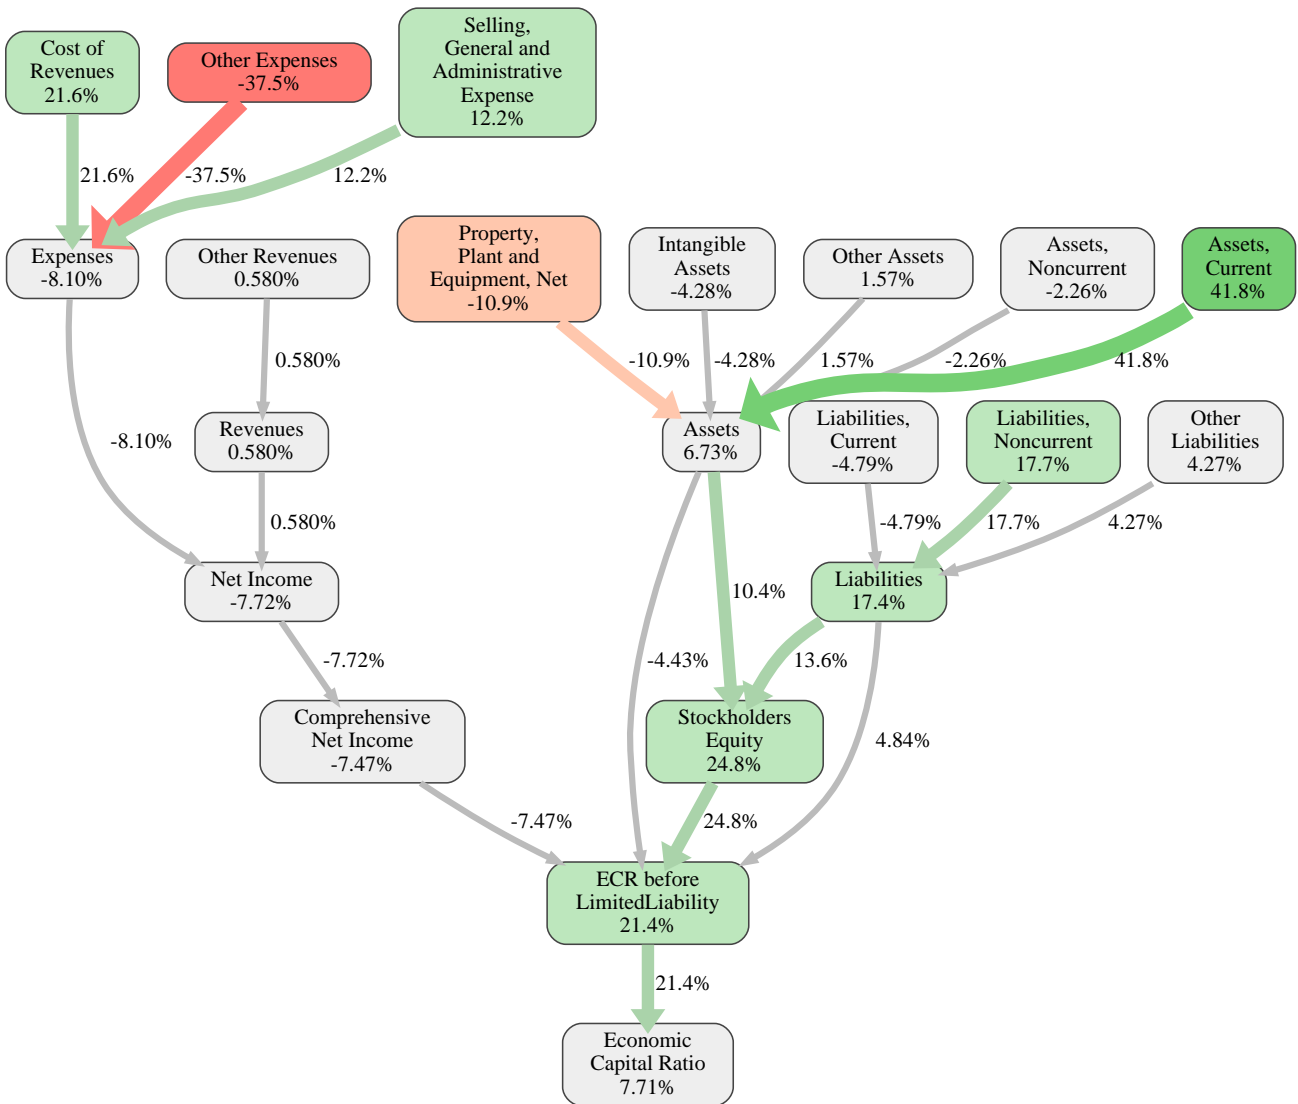 Cost of
Revenues
21.6%
Other Expenses
-37.5%
Selling,
General and
Administrative
Expense
12.2%
21.6%
-37.5%
12.2%
Expenses
-8.10%
Other Revenues
0.580%
Property,
Plant and
Equipment, Net
-10.9%
Intangible
Assets
-4.28%
Other Assets
1.57%
Assets,
Noncurrent
-2.26%
Assets,
Current
41.8%
0.580%
-10.9%
-4.28%
1.57%
-2.26%
41.8%
-8.10%
Revenues
0.580%
Assets
6.73%
Liabilities,
Current
-4.79%
Liabilities,
Noncurrent
17.7%
Other
Liabilities
4.27%
0.580%
-4.79%
17.7%
4.27%
Net Income
-7.72%
10.4%
Liabilities
17.4%
-7.72%
-4.43%
13.6%
Comprehensive
Net Income
-7.47%
Stockholders
Equity
24.8%
4.84%
-7.47%
24.8%
ECR before
LimitedLiability
21.4%
21.4%
Economic
Capital Ratio
7.71%